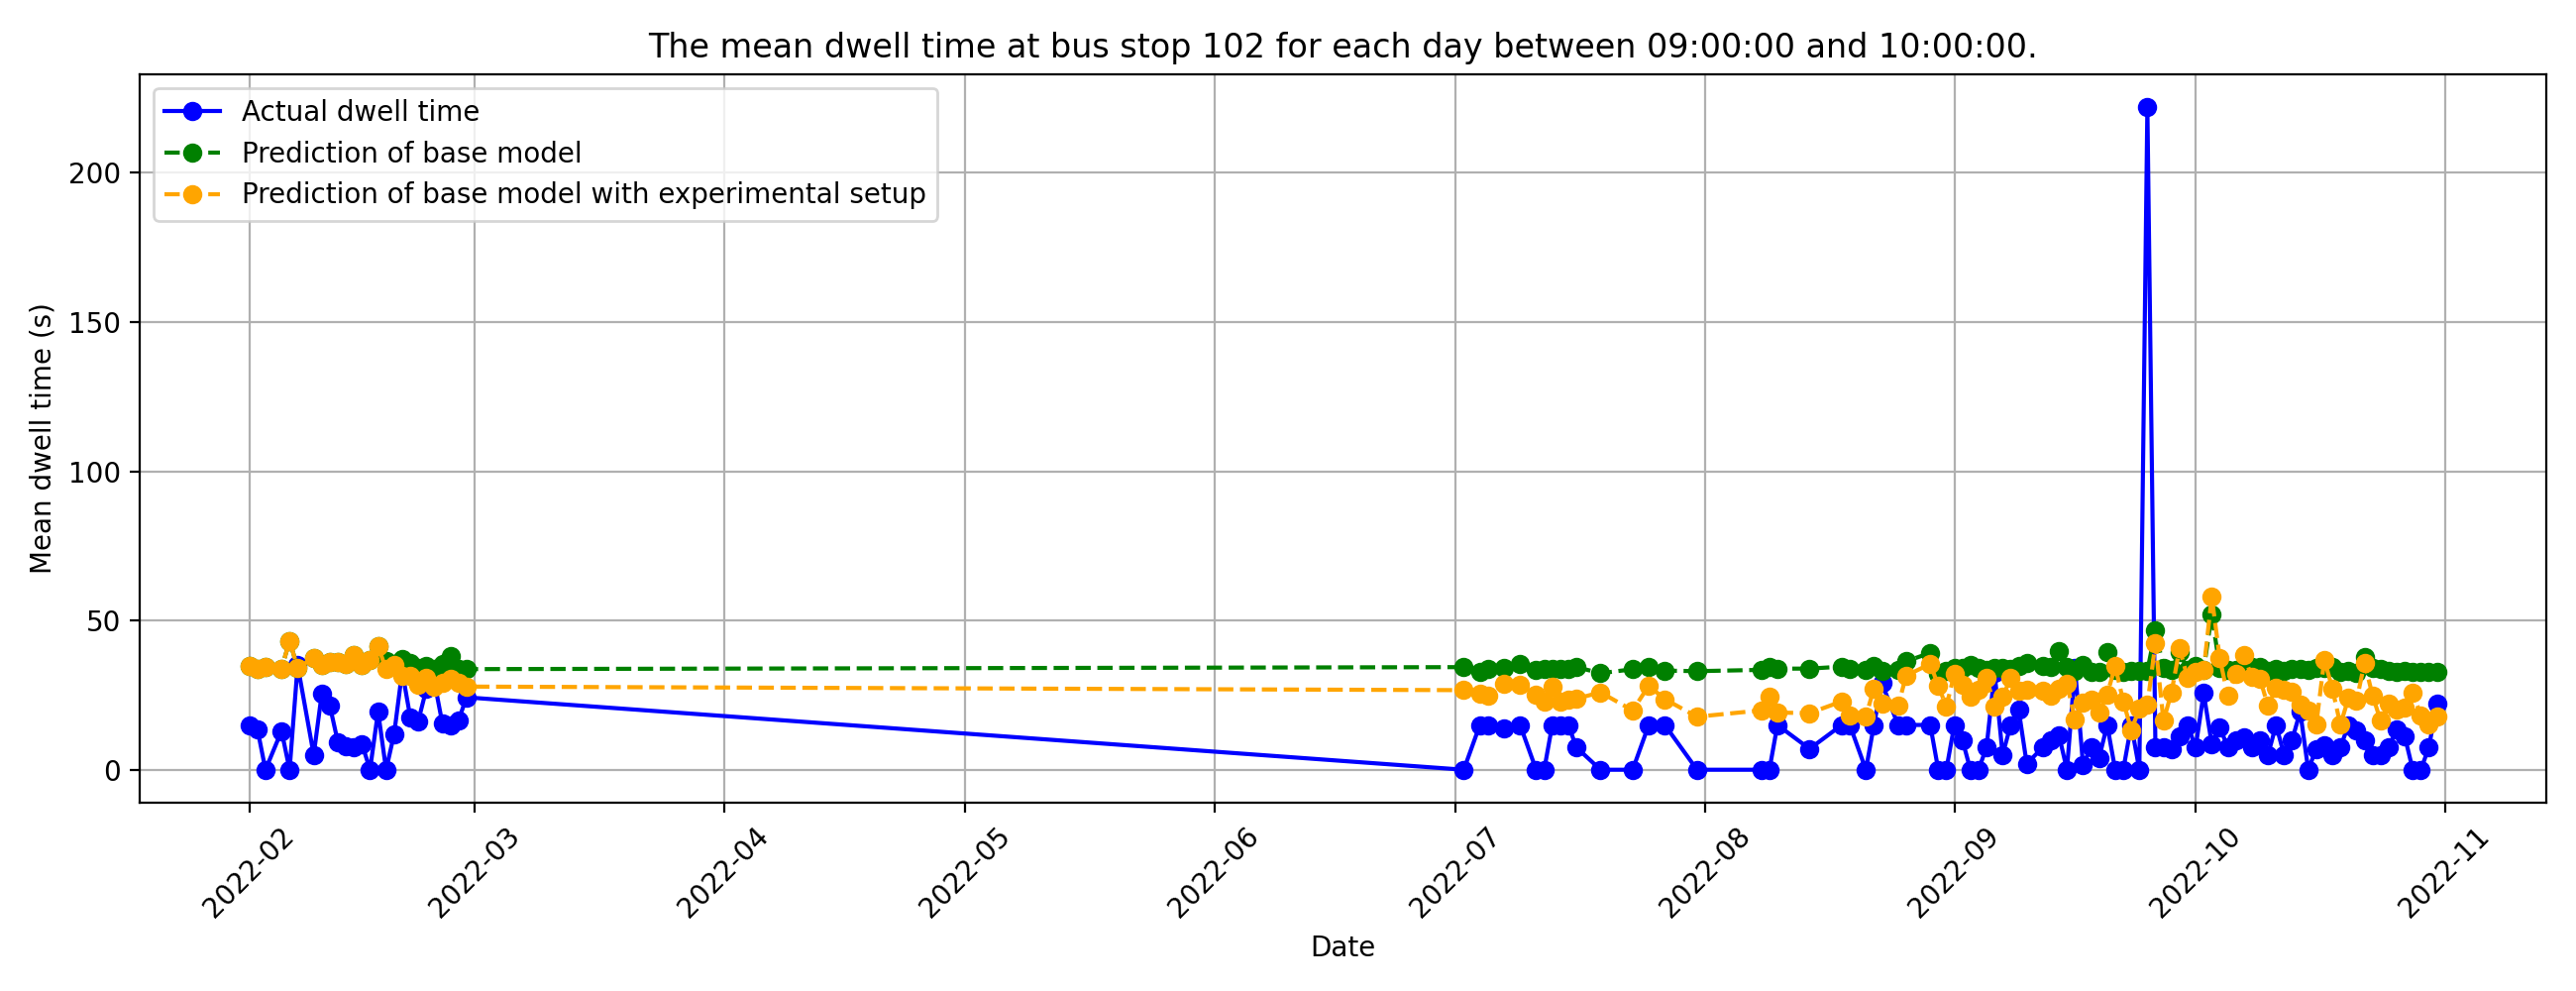 The mean dwell time at bus stop 102 for each day between 09:00:00 and 10:00:00.
Actual dwell time
Prediction of base model
Prediction of base model with experimental setup
Mean dwell time (s)
200
150
100
50
0
2022-02
2022-03
2022-04
2022-05
2022-06
2022-07
2022-08
2022-09
2022-10
2022-11
Date